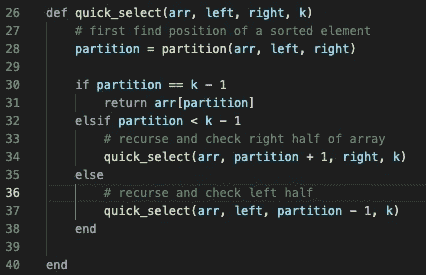 26 def quick_select(arr, left, right, k)
27     # first find position of a sorted element
28     partition = partition(arr, left, right)
29
30     if partition == k - 1
31         return arr[partition]
32     elsif partition < k - 1
33         # recurse and check right half of array
34         quick_select(arr, partition + 1, right, k)
35     else
36         # recurse and check left half
37         quick_select(arr, left, partition - 1, k)
38     end
39
40 end